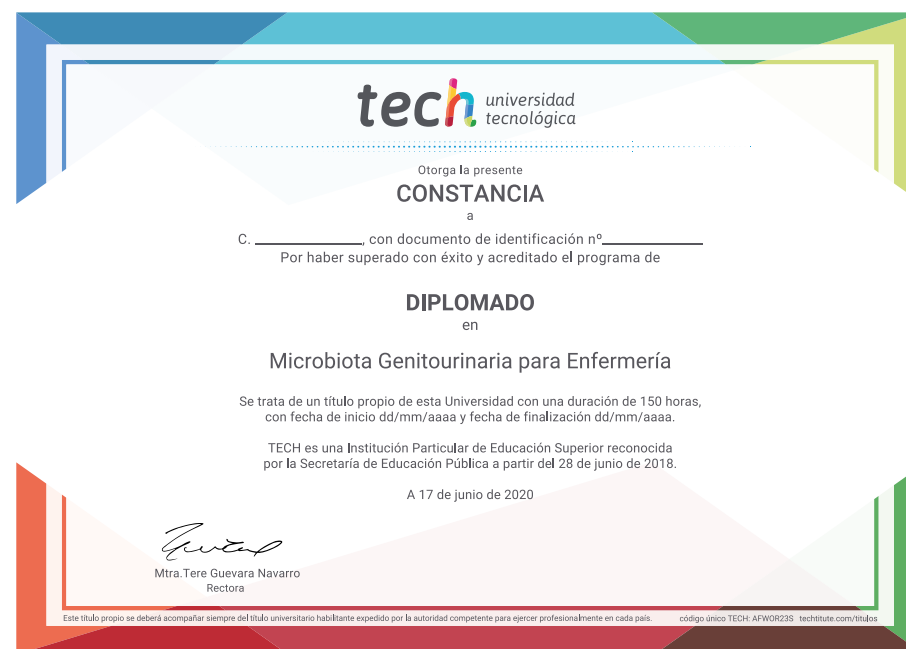 tech universidad
tecnológica
Otorga la presente
CONSTANCIA
a
C. ____________, con documento de identificación nº____________
Por haber superado con éxito y acreditado el programa de
DIPLOMADO
en
Microbiota Genitourinaria para Enfermería
Se trata de un título propio de esta Universidad con una duración de 150 horas,
con fecha de inicio dd/mm/aaaa y fecha de finalización dd/mm/aaaa.
TECH es una Institución Particular de Educación Superior reconocida
por la Secretaría de Educación Pública a partir del 28 de junio de 2018.
A 17 de junio de 2020
Mtra.Tere Guevara Navarro
Rectora
Este título propio se deberá acompañar siempre del título universitario habilitante expedido por la autoridad competente para ejercer profesionalmente en cada país. código único TECH: AFWOR23S techtitute.com/titulos